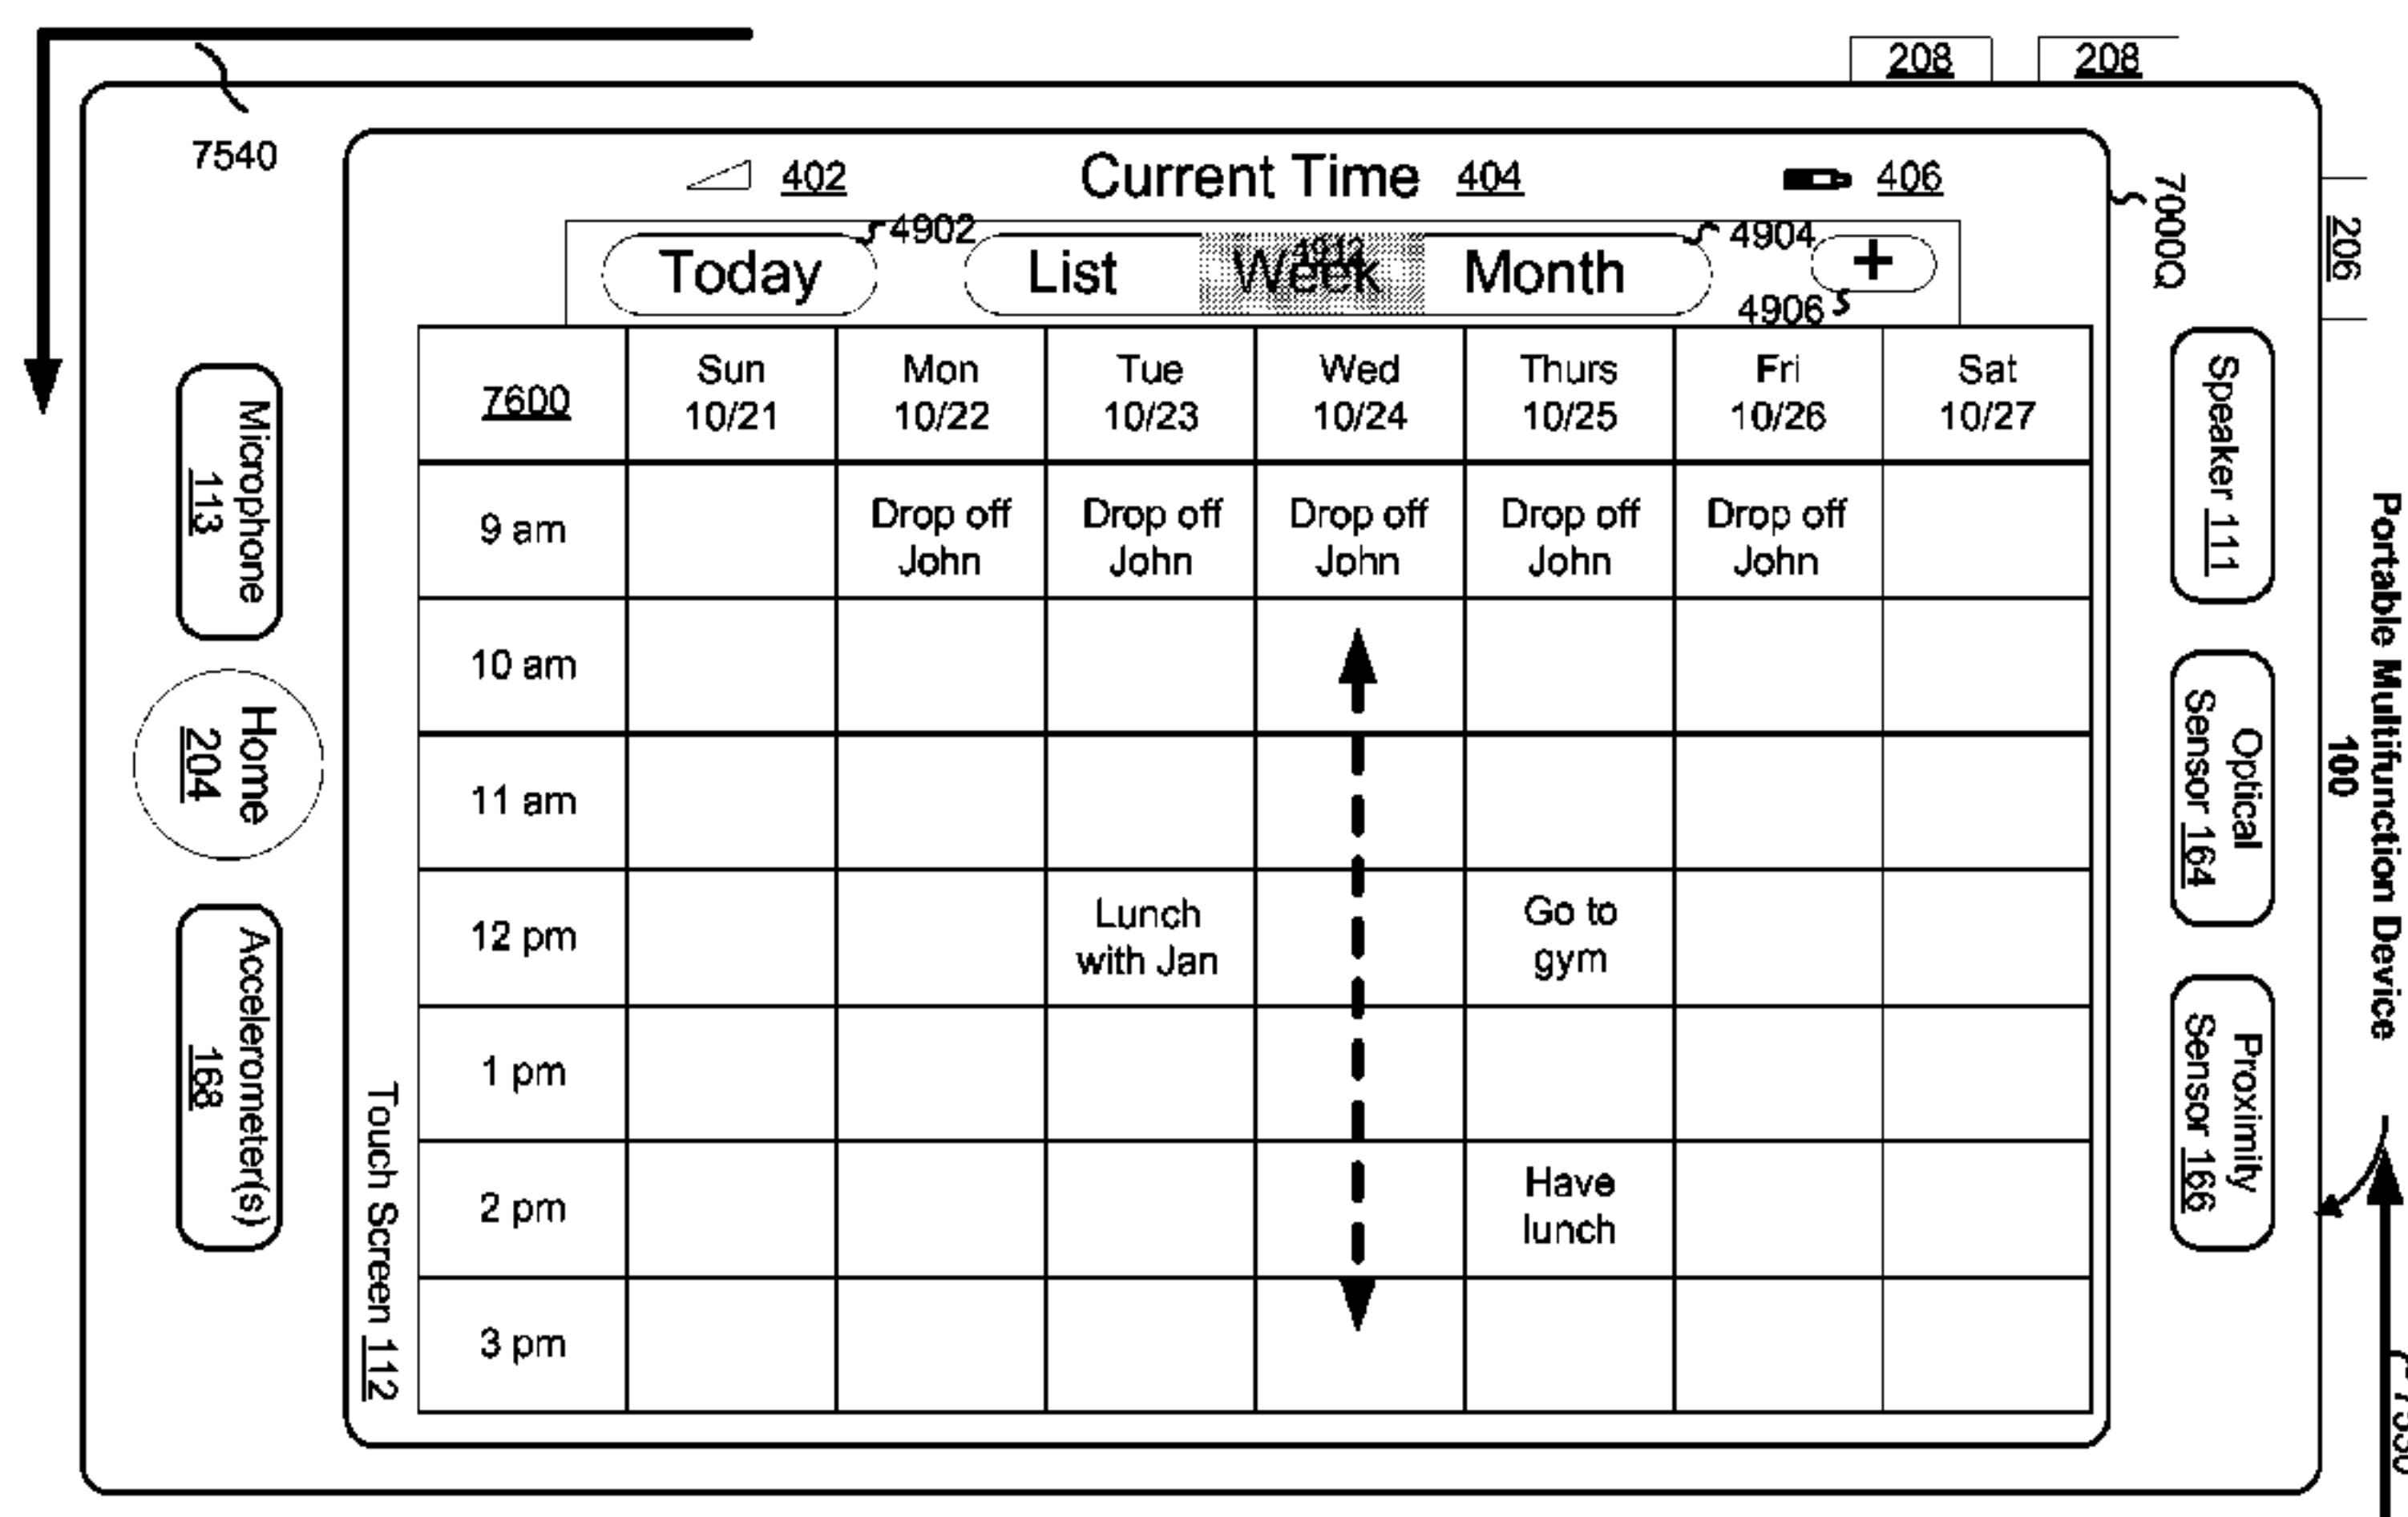 208 208
7540
402 Current Time 404 406
7000Q
206
4902 4904
Today List Week Month +
4912
4906
7600 Sun 10/21 Mon 10/22 Tue 10/23 Wed 10/24 Thurs 10/25 Fri 10/26 Sat 10/27
9 am Drop off John Drop off John Drop off John Drop off John Drop off John
10 am
11 am
12 pm Lunch with Jan Go to gym
1 pm
2 pm Have lunch
3 pm
Microphone
113
Home
204
Accelerometer(s)
168
Touch Screen 112
Speaker 111
Optical
Sensor 164
Proximity
Sensor 166
Portable Multifunction Device
100